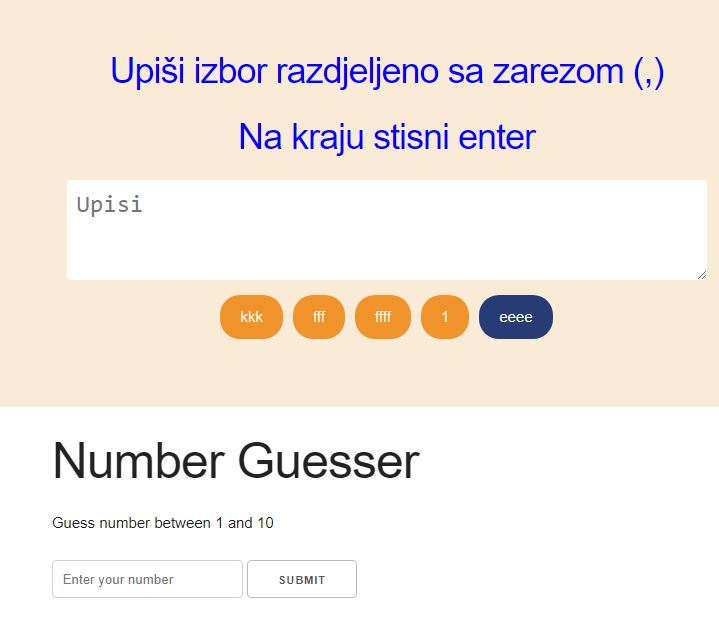 Upiši izbor razdjeljeno sa zarezom (,)
Na kraju stisni enter
Upisi
kkk fff ffff 1 eeee
Number Guesser
Guess number between 1 and 10
Enter your number SUBMIT